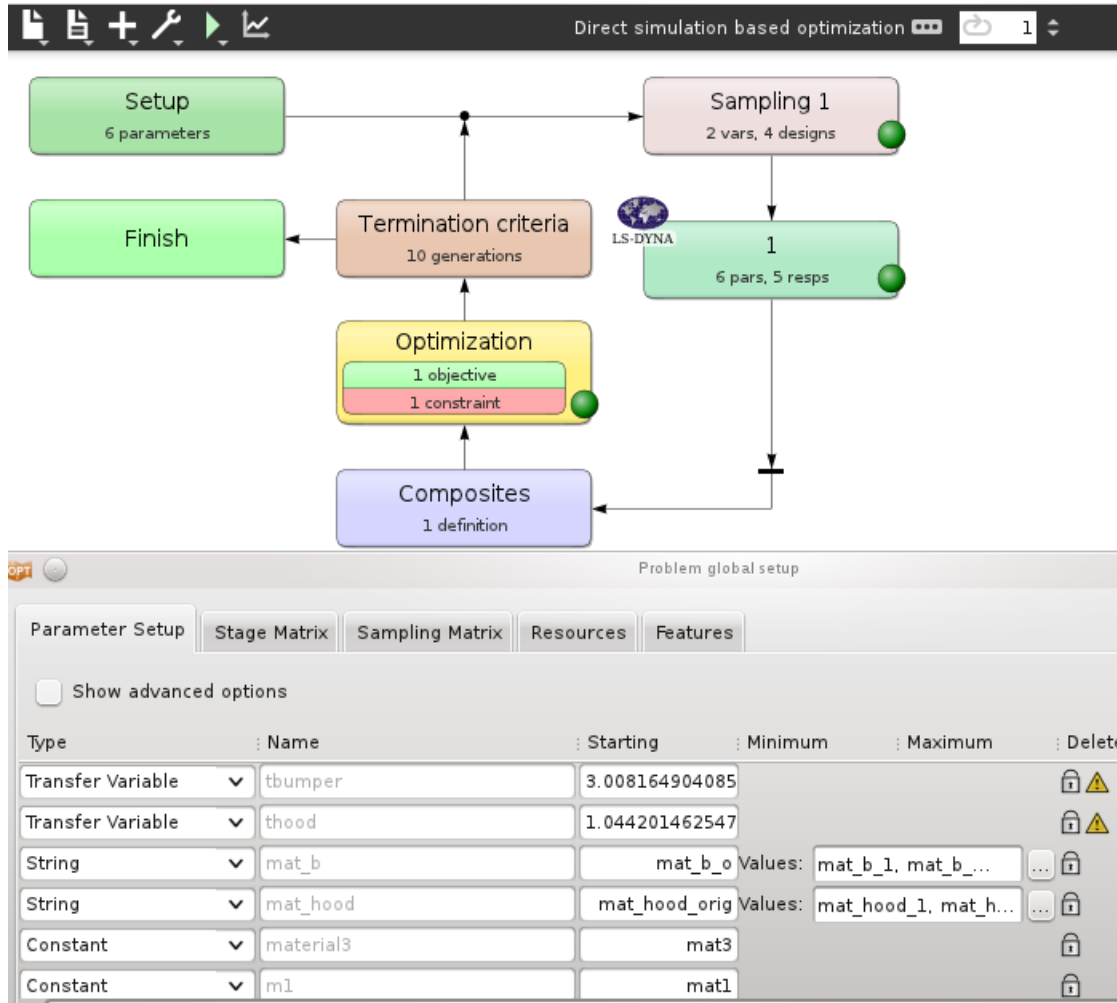 Direct simulation based optimization
1
Setup
6 parameters
Sampling 1
2 vars, 4 designs
Finish
Termination criteria
10 generations
LS-DYNA
1
6 pars, 5 resps
Optimization
1 objective
1 constraint
Composites
1 definition
OPT
Problem global setup
Parameter Setup Stage Matrix Sampling Matrix Resources Features
Show advanced options
Type Name Starting Minimum Maximum Delete
Transfer Variable tbumper 3.008164904085
Transfer Variable thood 1.044201462547
String mat_b mat_b_o Values: mat_b_1, mat_b_... ...
String mat_hood mat_hood_orig Values: mat_hood_1, mat_h... ...
Constant material3 mat3
Constant m1 mat1